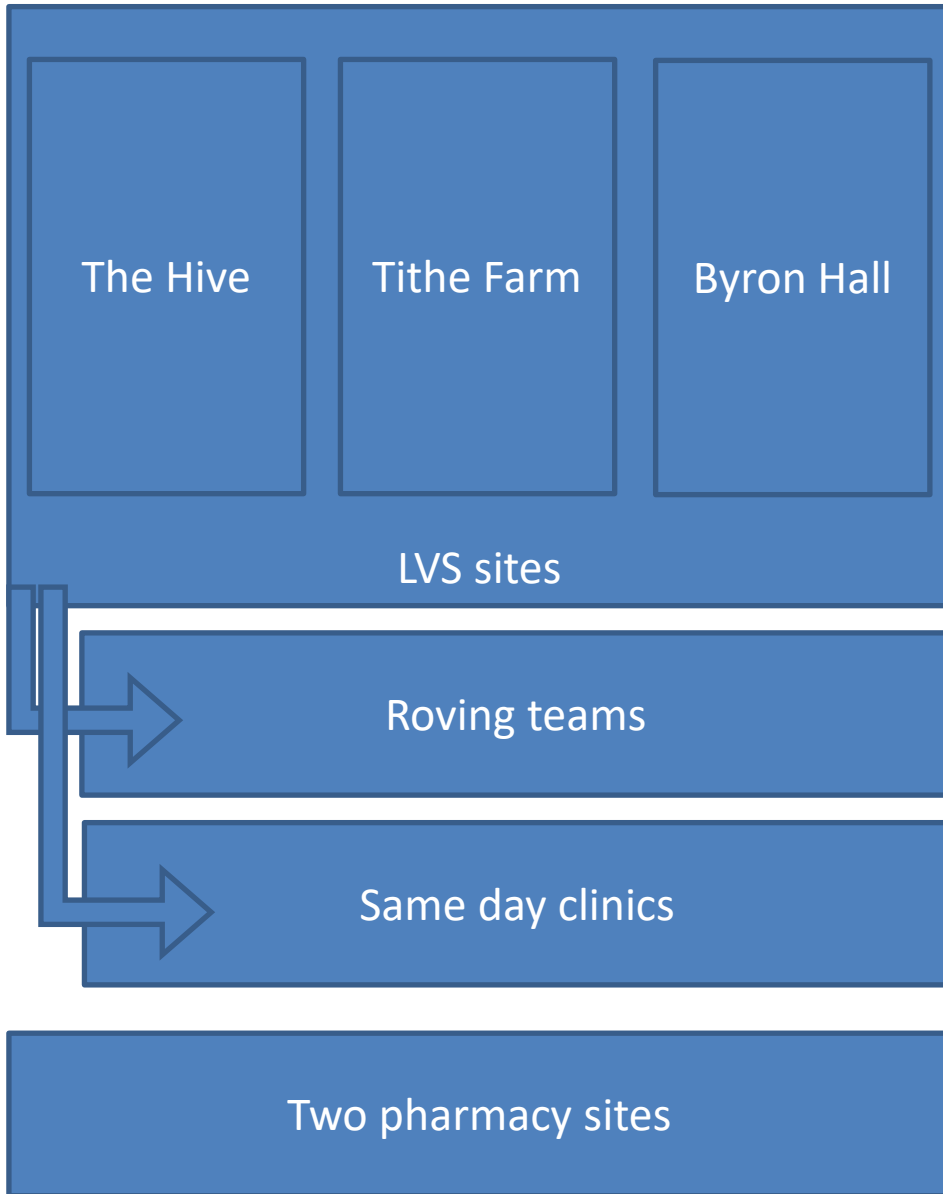 The Hive
Tithe Farm
Byron Hall
LVS sites
Roving teams
Same day clinics
Two pharmacy sites